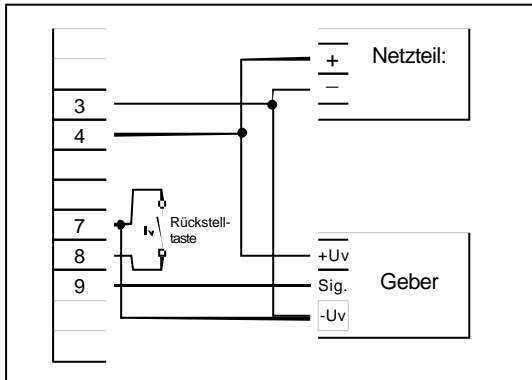 Netzteil:
+
–
3
4
7
8
9
Rückstell-
taste
+Uv
Sig.
-Uv
Geber